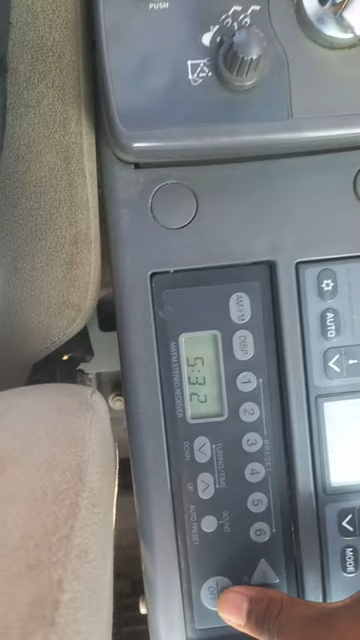 PUSH
AM/FM
DISP
1
2
3
4
5
6
PRESET
5:32
AM/FM STEREO RECEIVER
TUNING/TIME
DOWN
UP
SOUND
AUTO PRESET
OFF
AUTO
MODE